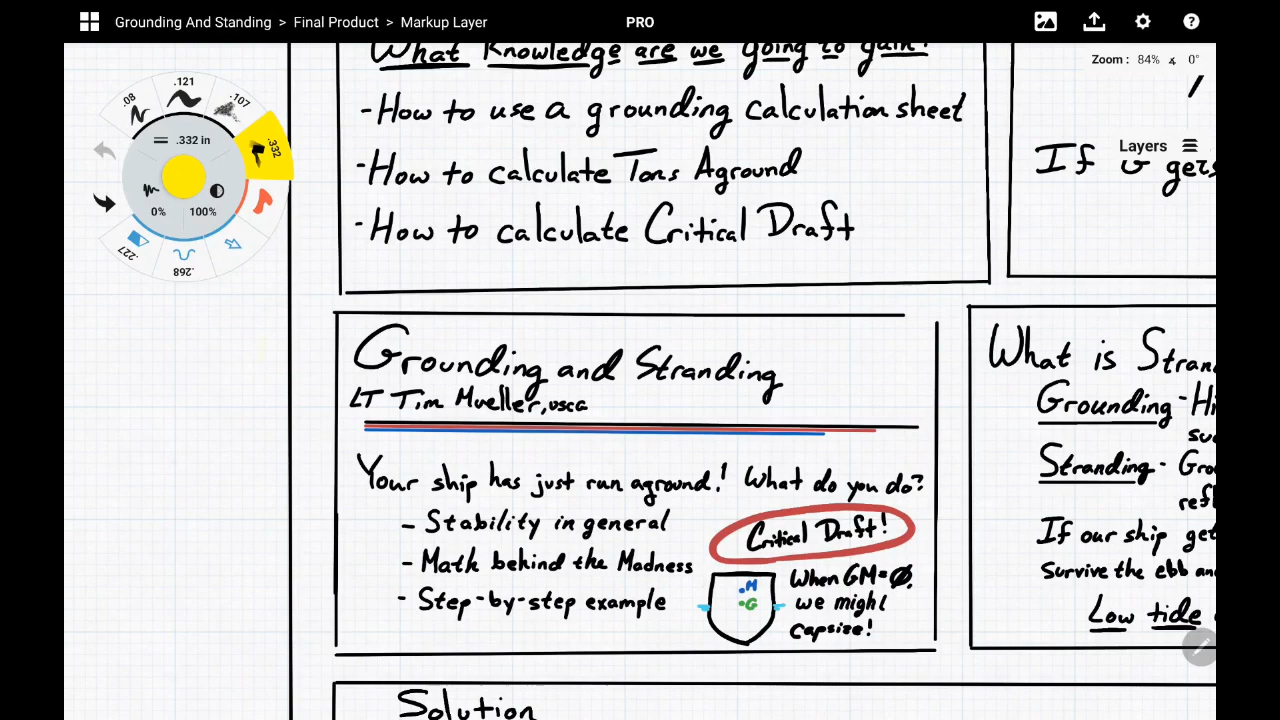 Grounding And Standing > Final Product > Markup Layer
PRO
Zoom : 84% 0°
Layers
.08
.121
.107
.332
.332 in
0%
100%
.227
.268
What Knowledge are we going to gain?
- How to use a grounding calculation sheet
- How to calculate Tons Aground
- How to calculate Critical Draft
If
Grounding and Stranding
LT Tim Mueller, USCG
Your ship has just run aground! What do you do?
- Stability in general
- Math behind the Madness
- Step-by-step example
Critical Draft!
M
G
When GM=0,
we might
capsize!
What is Stran
Grounding - Hi
su
Stranding - Gro
refl
If our ship get
Survive the ebb an
Low tide
Solution